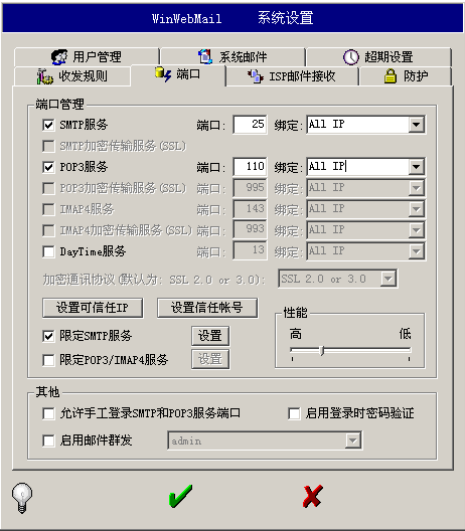 WinWebMail 系统设置
用户管理 系统邮件 超期设置
收发规则 端口 ISP邮件接收 防护
端口管理
SMTP服务 端口: 25 绑定: All IP
SMTP加密传输服务(SSL)
POP3服务 端口: 110 绑定: All IP
POP3加密传输服务(SSL) 端口: 995 绑定: All IP
IMAP4服务 端口: 143 绑定: All IP
IMAP4加密传输服务(SSL) 端口: 993 绑定: All IP
DayTime服务 端口: 13 绑定: All IP
加密通讯协议(默认为: SSL 2.0 or 3.0): SSL 2.0 or 3.0
设置可信任IP 设置信任帐号
性能
限定SMTP服务 设置 高 低
限定POP3/IMAP4服务 设置
其他
允许手工登录SMTP和POP3服务端口 启用登录时密码验证
启用邮件群发 admin